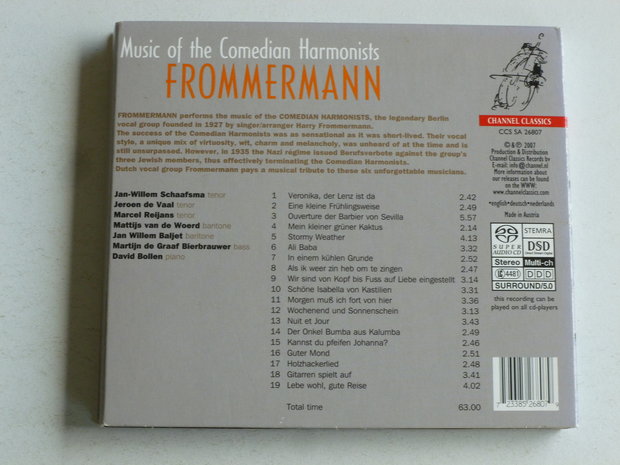 Music of the Comedian Harmonists
FROMMERMANN
FROMMERMANN performs the music of the COMEDIAN HARMONISTS, the legendary Berlin
vocal group founded in 1927 by singer/arranger Harry Frommermann.
The success of the Comedian Harmonists was as sensational as it was short-lived. Their vocal
style, a unique mix of virtuosity, wit, charm and melancholy, was unheard of at the time and is
still unsurpassed. However, in 1935 the Nazi régime issued Berufsverbote against the group's
three Jewish members, thus effectively terminating the Comedian Harmonists.
Dutch vocal group Frommermann pays a musical tribute to these six unforgettable musicians.
Jan-Willem Schaafsma tenor
Jeroen de Vaal tenor
Marcel Reijans tenor
Mattijs van de Woerd baritone
Jan Willem Baljet baritone
Martijn de Graaf Bierbrauwer bass
David Bollen piano
1 Veronika, der Lenz ist da 2.42
2 Eine kleine Frühlingsweise 2.49
3 Ouverture der Barbier von Sevilla 5.57
4 Mein kleiner grüner Kaktus 2.14
5 Stormy Weather 4.13
6 Ali Baba 3.32
7 In einem kühlen Grunde 2.52
8 Als ik weer zin heb om te zingen 2.47
9 Wir sind von Kopf bis Fuss auf Liebe eingestellt 3.14
10 Schöne Isabella von Kastilien 3.31
11 Morgen muß ich fort von hier 3.36
12 Wochenend und Sonnenschein 3.32
13 Nuit et Jour 3.43
14 Der Onkel Bumba aus Kalumba 2.49
15 Kannst du pfeifen Johanna? 2.46
16 Guter Mond 2.51
17 Holzhackerlied 2.48
18 Gitarren spielt auf 3.41
19 Lebe wohl, gute Reise 4.02
Total time 63.00
CHANNEL CLASSICS
CCS SA 26807
© & ℗ 2007
Production & Distribution
Channel Classics Records bv
E-mail: info@channel.nl
More information about
our releases can be found
on the WWW:
www.channelclassics.com
•english•deutsch•nederlands
Made in Austria
SUPER AUDIO CD
STEMRA
DSD
Direct Stream Digital
Stereo Multi-ch
4481 DDD
SURROUND/5.0
this recording can be
played on all cd-players
7 23385 26807 9